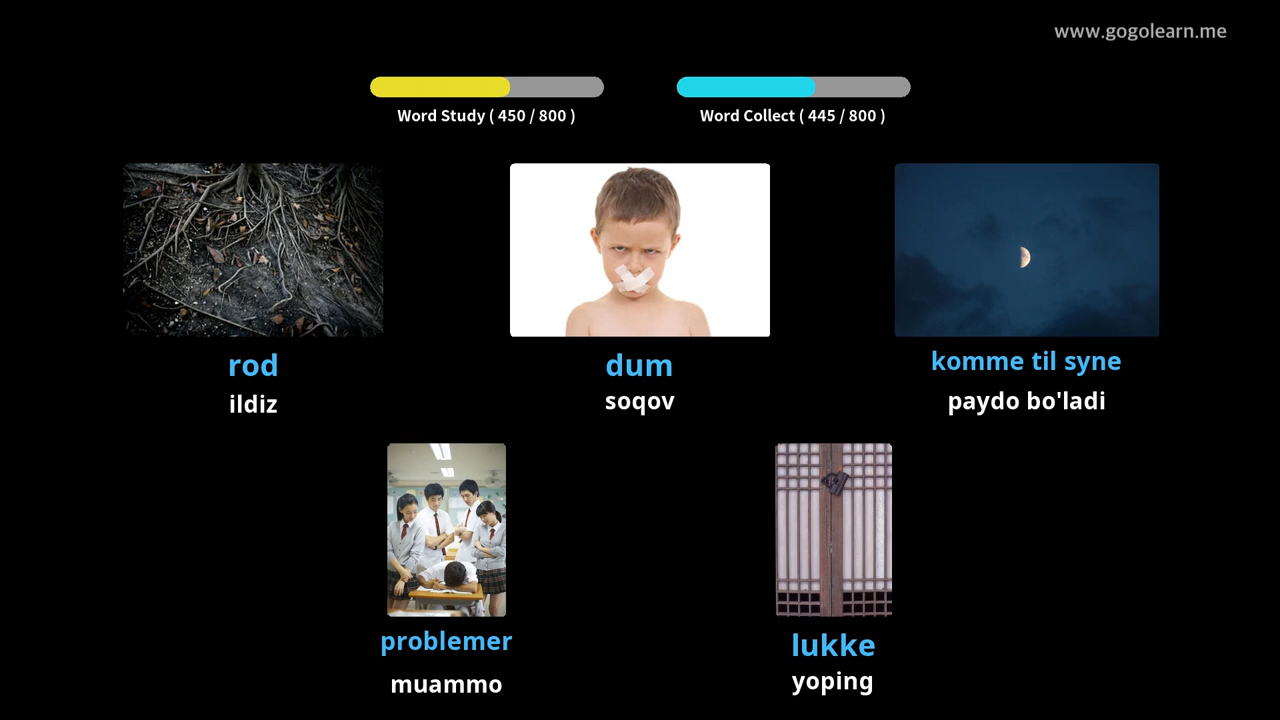 www.gogolearn.me
Word Study ( 450 / 800 )
Word Collect ( 445 / 800 )
rod
ildiz
dum
soqov
komme til syne
paydo bo'ladi
problemer
muammo
lukke
yoping